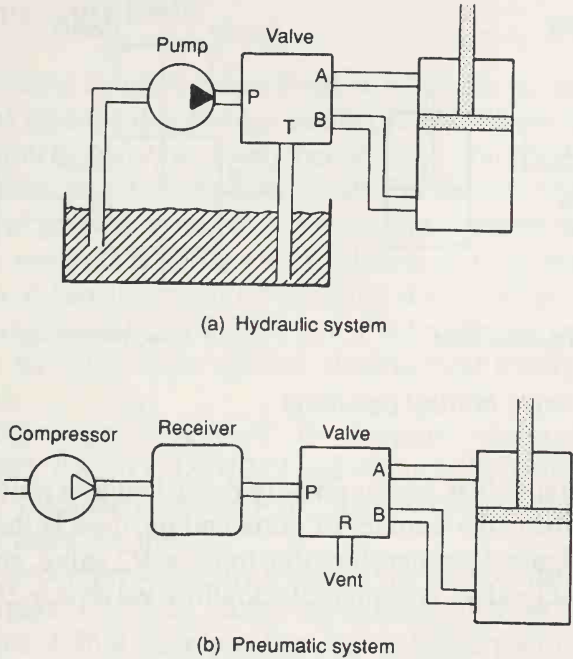 Pump
Valve
P
A
B
T
(a) Hydraulic system
Compressor
Receiver
Valve
P
A
B
R
Vent
(b) Pneumatic system